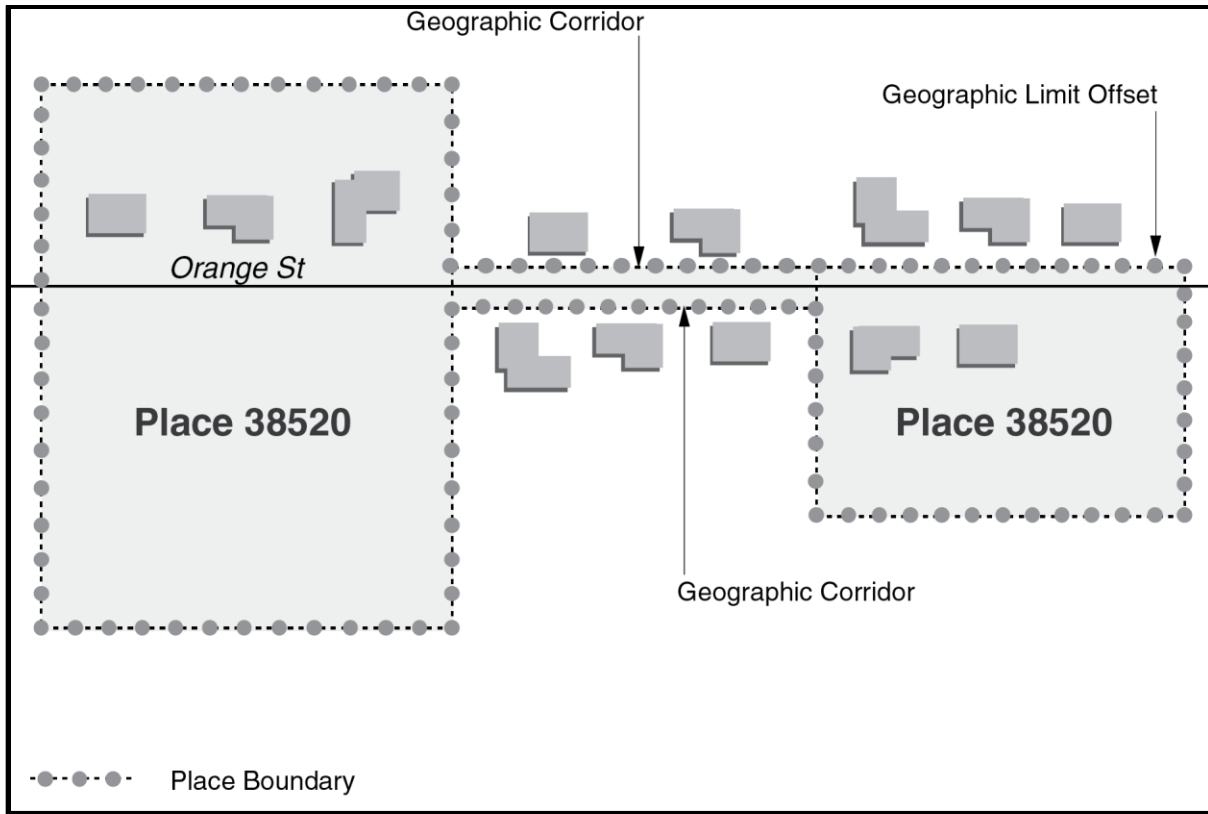 Geographic Corridor
Geographic Limit Offset
Orange St
Place 38520
Place 38520
Geographic Corridor
Place Boundary